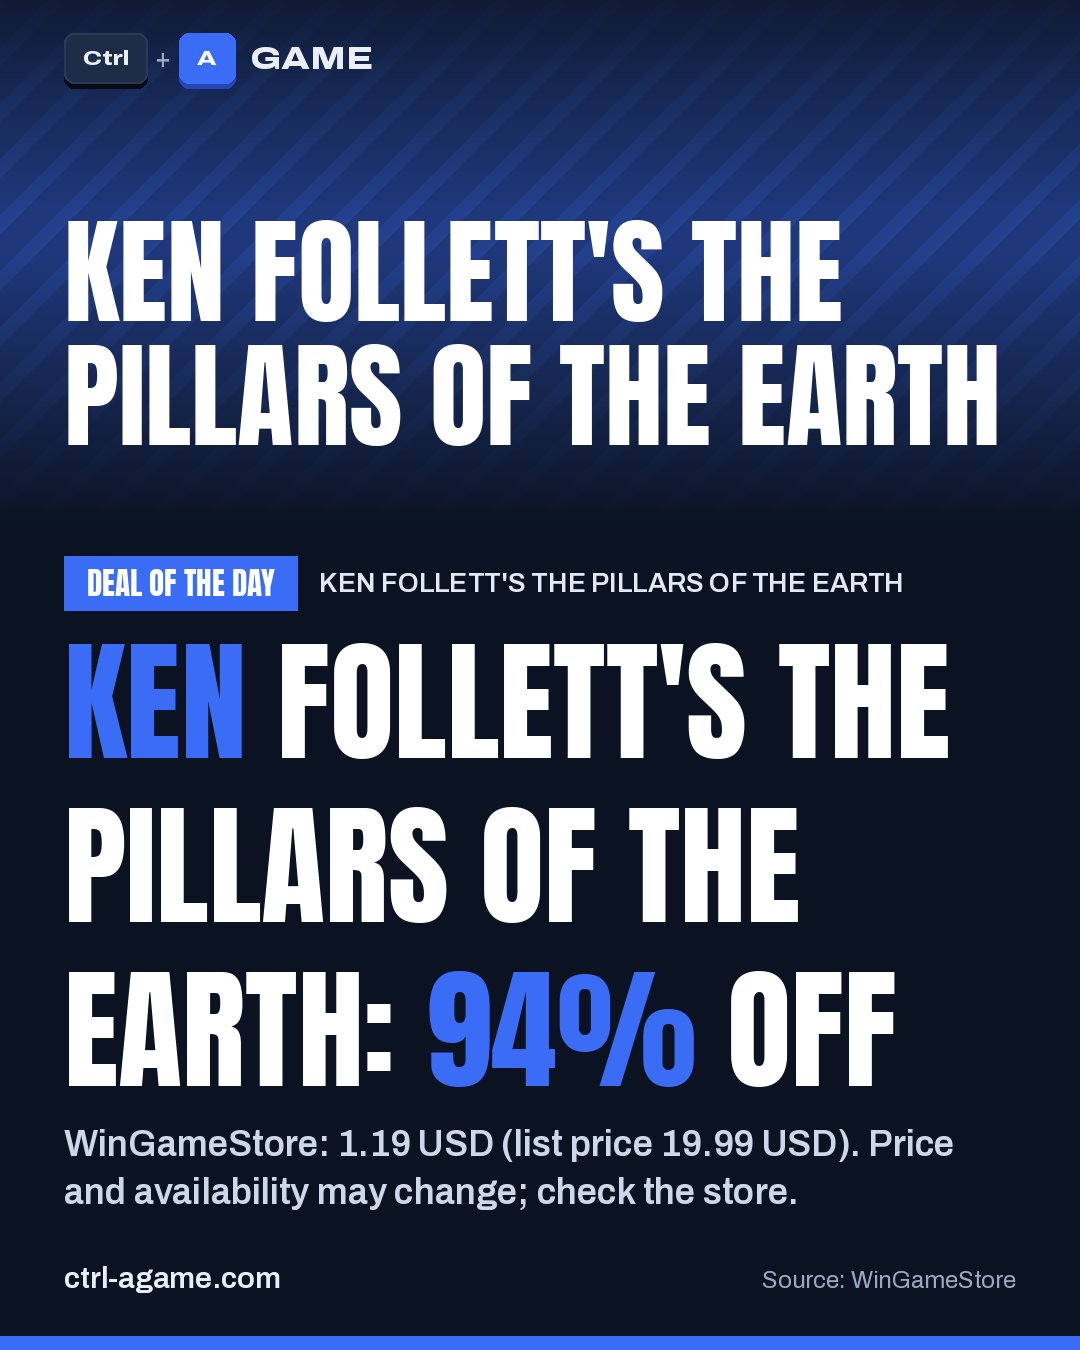 Ctrl + A GAME
KEN FOLLETT'S THE
PILLARS OF THE EARTH
DEAL OF THE DAY KEN FOLLETT'S THE PILLARS OF THE EARTH
KEN FOLLETT'S THE
PILLARS OF THE
EARTH: 94% OFF
WinGameStore: 1.19 USD (list price 19.99 USD). Price
and availability may change; check the store.
ctrl-agame.com Source: WinGameStore